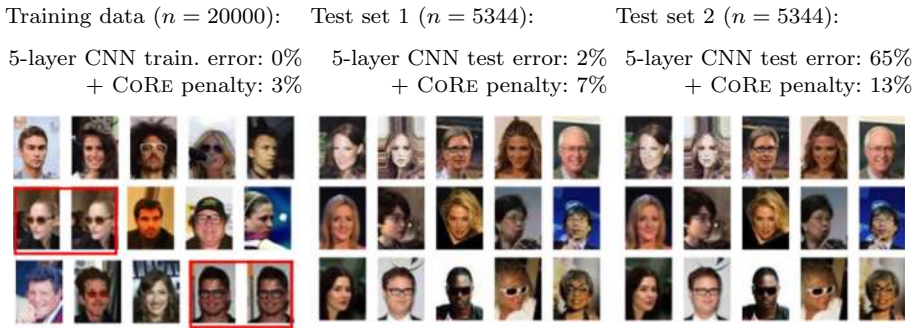 Training data (n = 20000):
5-layer CNN train. error: 0%
+ CoRe penalty: 3%
Test set 1 (n = 5344):
5-layer CNN test error: 2%
+ CoRe penalty: 7%
Test set 2 (n = 5344):
5-layer CNN test error: 65%
+ CoRe penalty: 13%